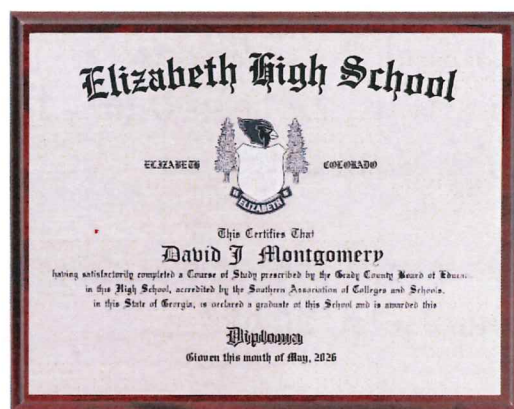 Elizabeth High School
ELIZABETH COLORADO
ELIZABETH
This Certifies That
David J Montgomery
having satisfactorily completed a Course of Study prescribed by the Grady County Board of Educa
in this High School, accredited by the Southern Association of Colleges and Schools,
in this State of Georgia, is declared a graduate of this School and is awarded this
Diploma
Gioven this month of May, 2026